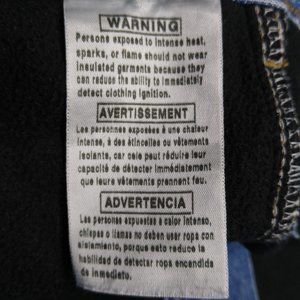 WARNING
Persons exposed to intense heat,
sparks, or flame should not wear
insulated garments because they
can reduce the ability to immediately
detect clothing ignition.
AVERTISSEMENT
Les personnes exposées à une chaleur
intense, à des étincelles ou vêtements
isolants, car cela peut réduire leur
capacité de détecter immédiatement
que leurs vêtements prennent feu.
ADVERTENCIA
Las personas expuestas a calor intenso,
chispas o llamas no deben usar ropa con
aislamiento, porque esto reduce la
habilidad de detectar ropa encendida
de inmediato.